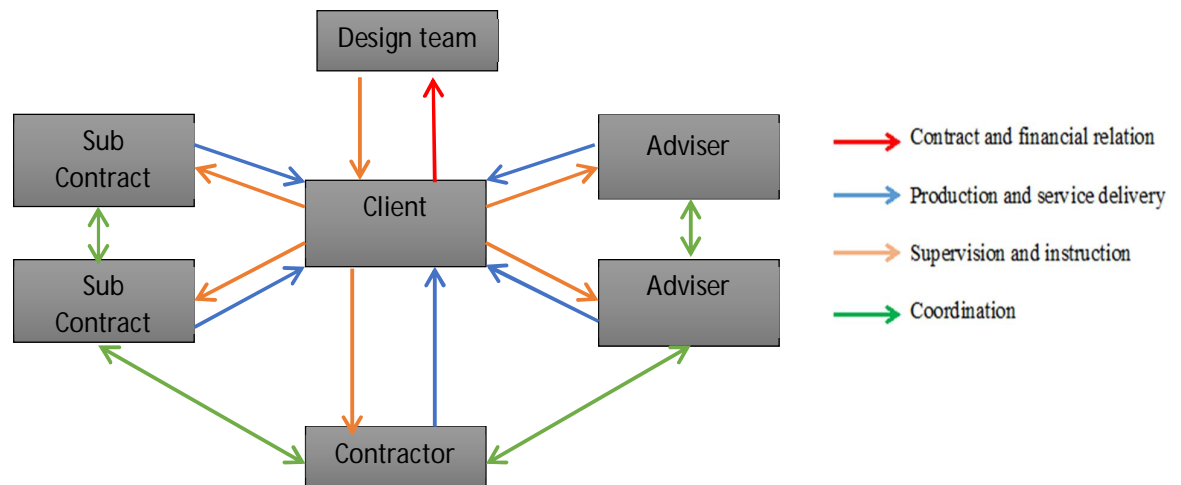 Design team
Sub
Contract
Adviser
Client
Sub
Contract
Adviser
Contractor
Contract and financial relation
Production and service delivery
Supervision and instruction
Coordination